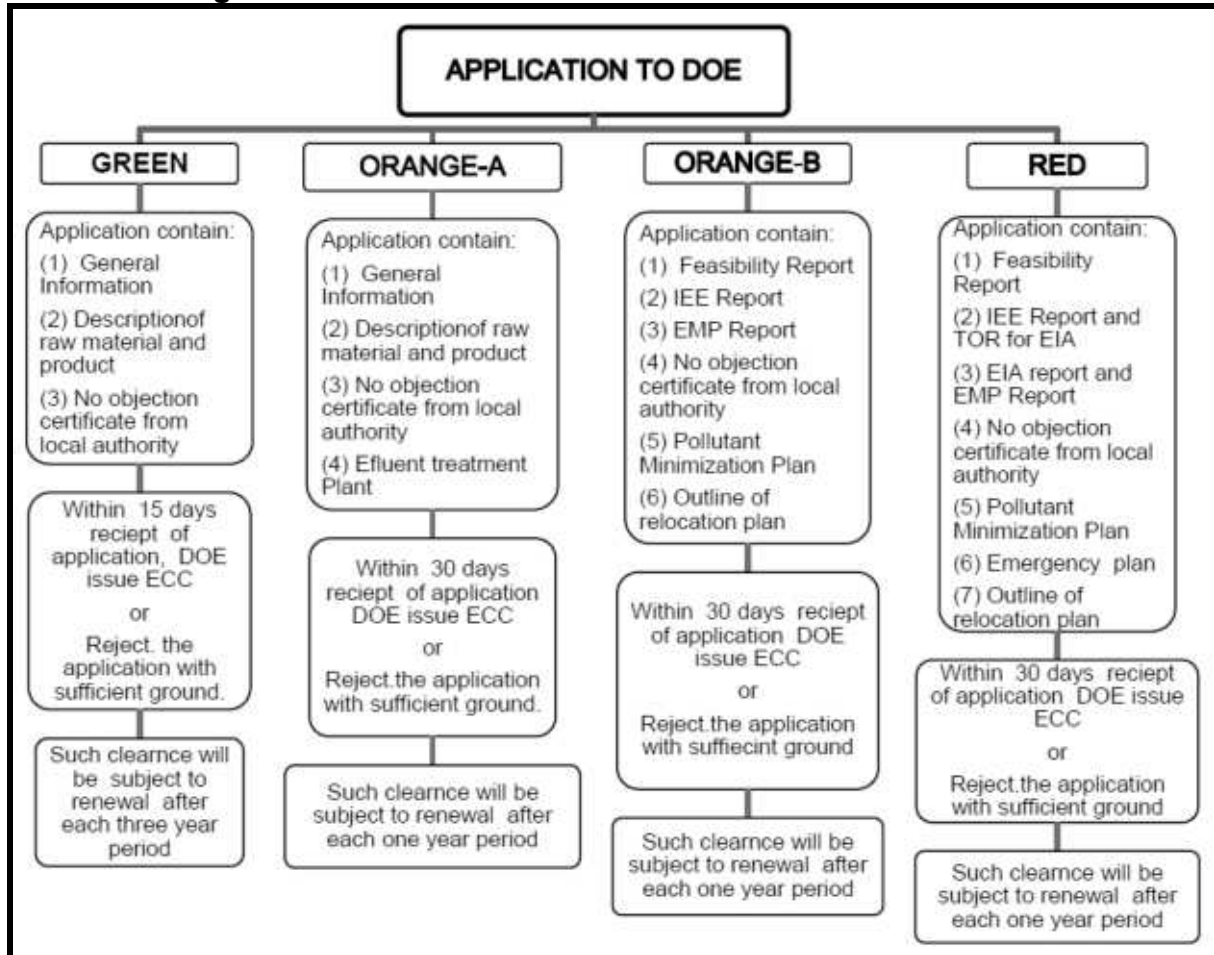 APPLICATION TO DOE
GREEN
Application contain:
(1) General
Information
(2) Descriptionof
raw material and
product
(3) No objection
certificate from
local authority
Within 15 days
reciept of
application, DOE
issue ECC
or
Reject. the
application with
sufficient ground.
Such clearnce will
be subject to
renewal after
each three year
period
ORANGE-A
Application contain:
(1) General
Information
(2) Descriptionof raw
material and product
(3) No objection
certificate from local
authority
(4) Efluent treatment
Plant
Within 30 days
reciept of application
DOE issue ECC
or
Reject.the application
with sufficient ground.
Such clearnce will be
subject to renewal after
each one year period
ORANGE-B
Application contain:
(1) Feasibility Report
(2) IEE Report
(3) EMP Report
(4) No objection
certificate from local
authority
(5) Pollutant
Minimization Plan
(6) Outline of
relocation plan
Within 30 days reciept
of application DOE
issue ECC
or
Reject.the application
with suffiecint ground
Such clearnce will be
subject to renewal after
each one year period
RED
Application contain:
(1) Feasibility
Report
(2) IEE Report and
TOR for EIA
(3) EIA report and
EMP Report
(4) No objection
certificate from local
authority
(5) Pollutant
Minimization Plan
(6) Emergency plan
(7) Outline of
relocation plan
Within 30 days reciept
of application DOE issue
ECC
or
Reject.the application
with sufficient ground
Such clearnce will be
subject to renewal after
each one year period